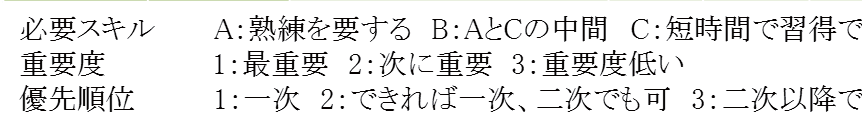 必要スキル A:熟練を要する B:AとCの中間 C:短時間で習得で
重要度 1:最重要 2:次に重要 3:重要度低い
優先順位 1:一次 2:できれば一次、二次でも可 3:二次以降で